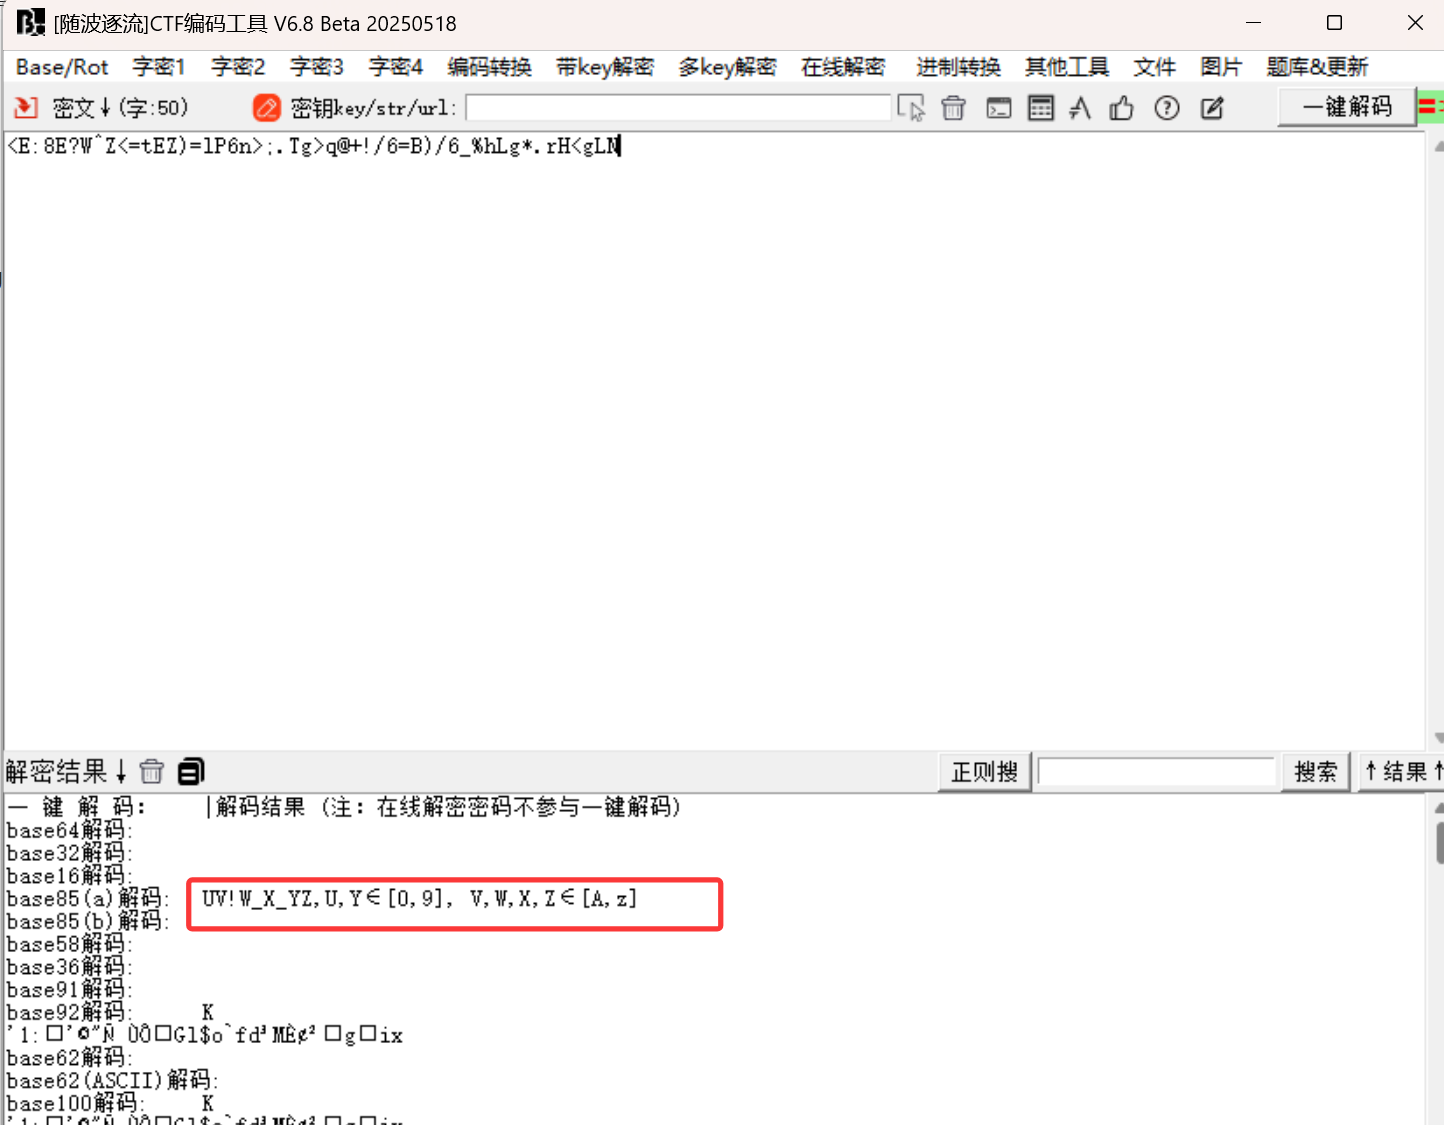 [随波逐流]CTF编码工具 V6.8 Beta 20250518
Base/Rot 字密1 字密2 字密3 字密4 编码转换 带key解密 多key解密 在线解密 进制转换 其他工具 文件 图片 题库&更新
密文↓(字:50) 密钥key/str/url: 一键解码
<E:8E?W^Z<=tEZ)=lP6n>;.Tg>q@+!/6=B)/6_%hLg*.rH<gLN
解密结果↓ 正则搜 搜索 ↑结果↑
一 键 解 码: |解码结果 (注: 在线解密密码不参与一键解码)
base64解码:
base32解码:
base16解码:
base85(a)解码: UV!W_X_YZ,U,Y∈[0,9], V,W,X,Z∈[A,z]
base85(b)解码:
base58解码:
base36解码:
base91解码:
base92解码: K
base62解码:
base62(ASCII)解码:
base100解码: K